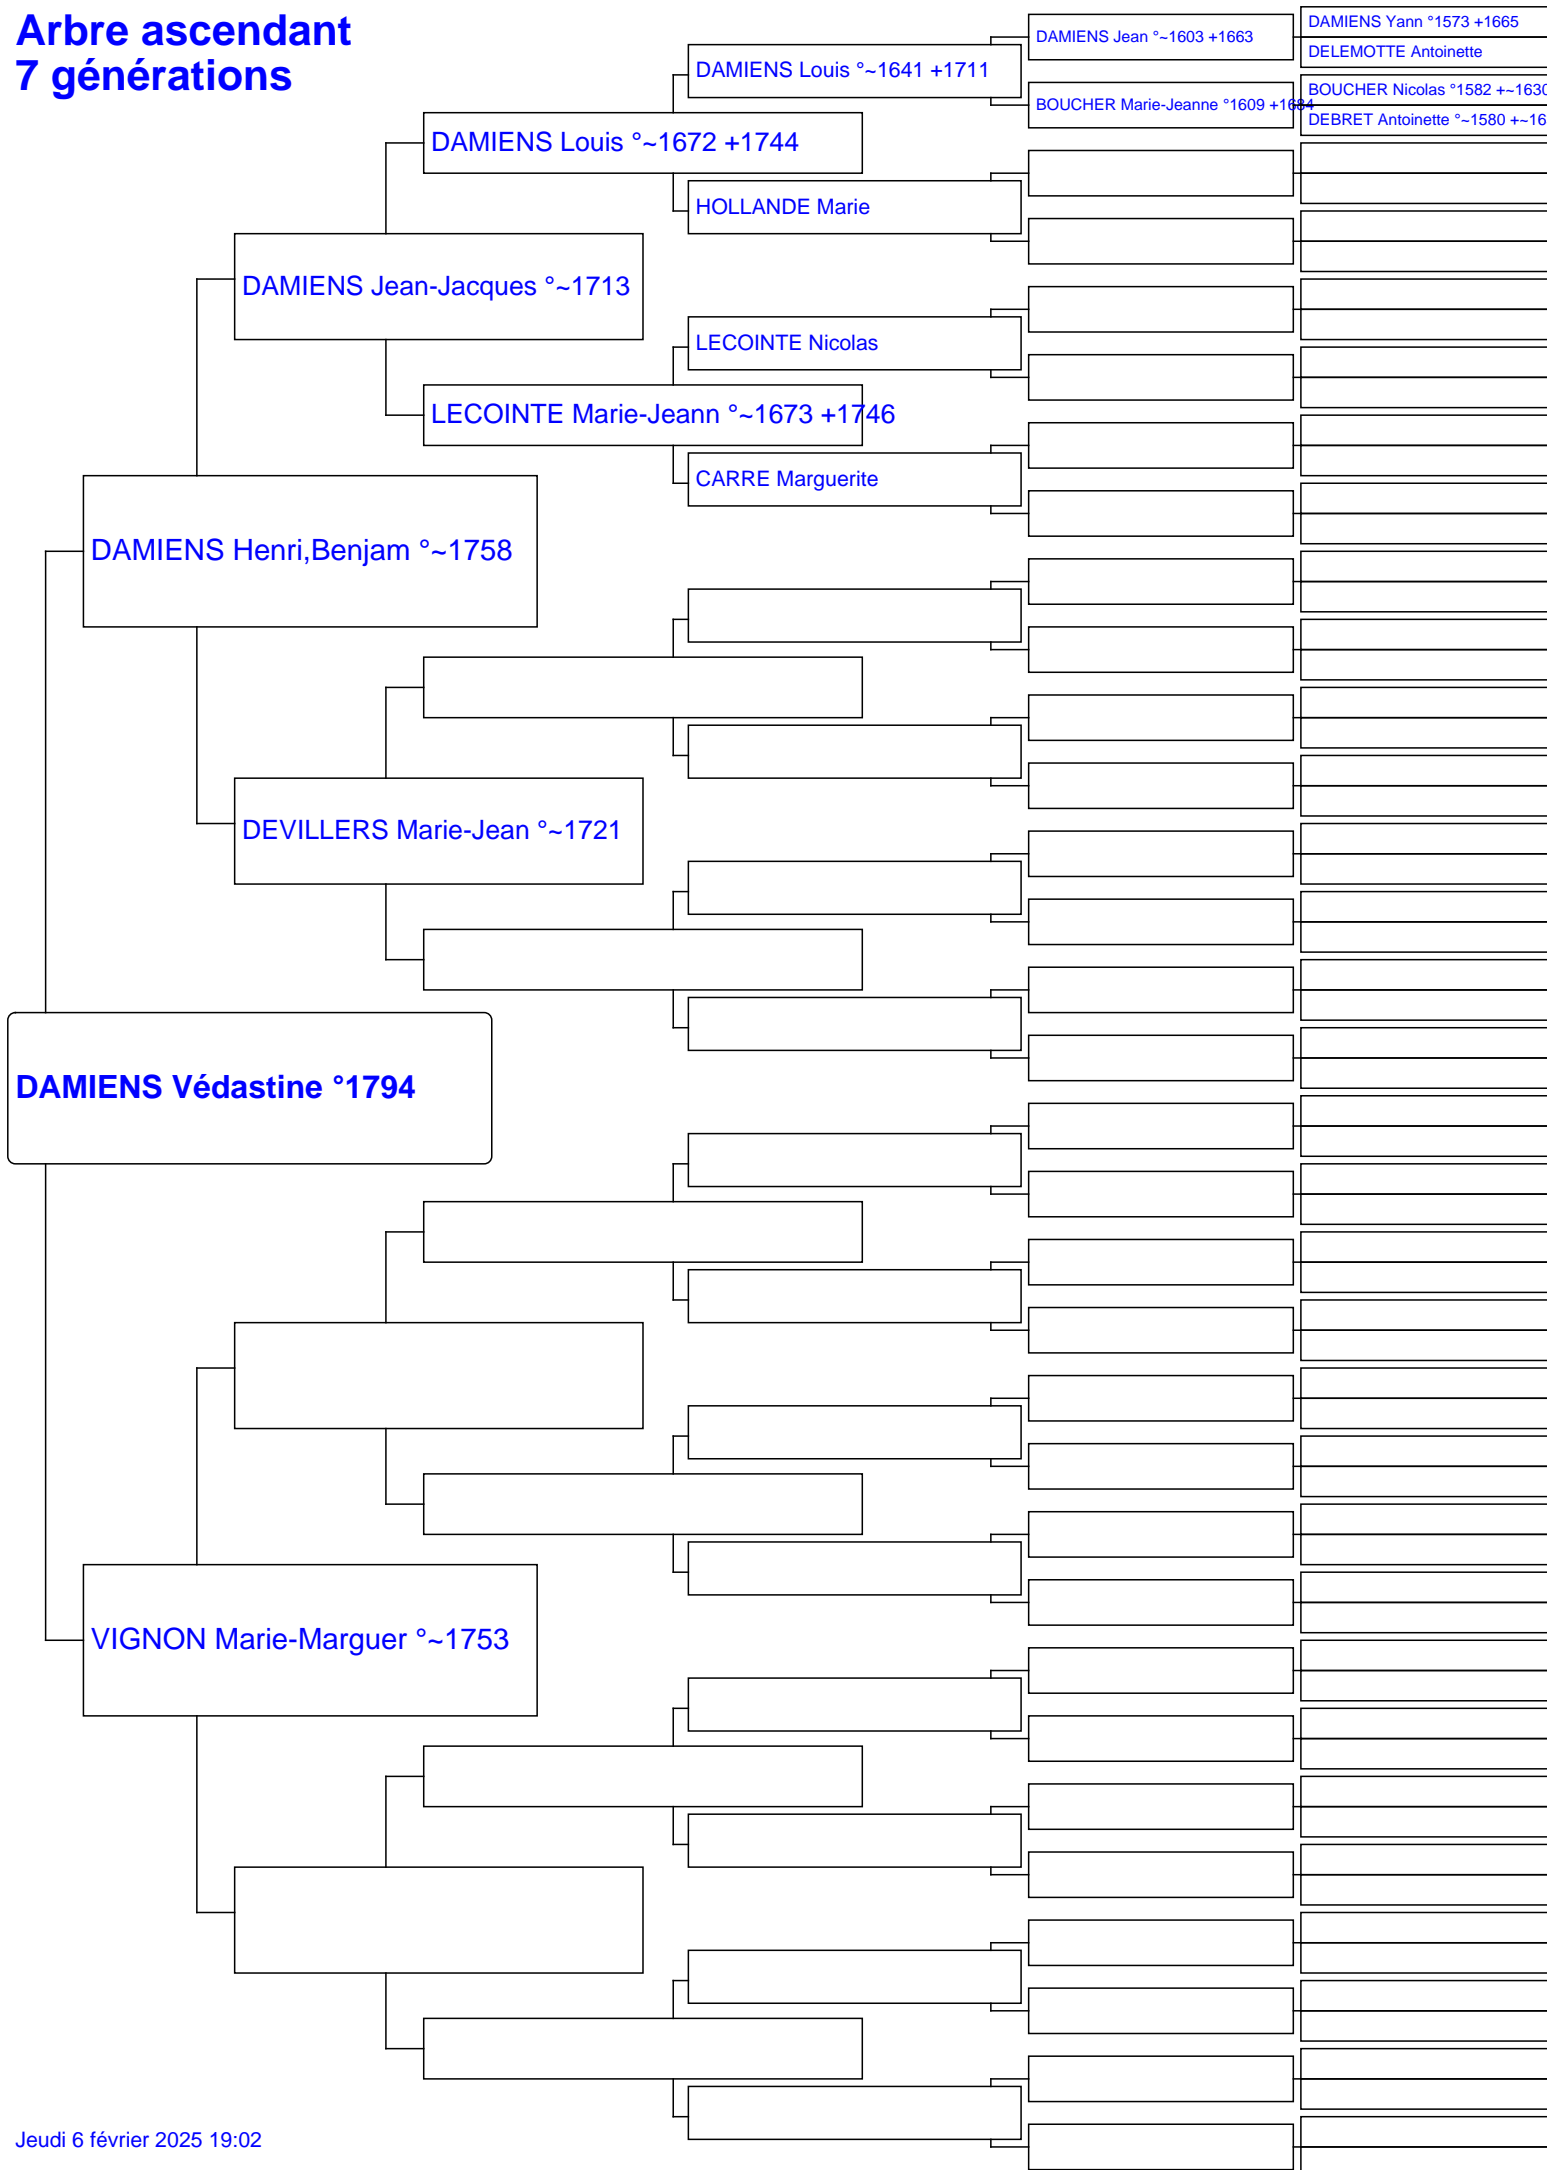 Arbre ascendant
7 générations
DAMIENS Yann °1573 +1665
DAMIENS Jean °~1603 +1663
DELEMOTTE Antoinette
DAMIENS Louis °~1641 +1711
BOUCHER Nicolas °1582 +~1630
BOUCHER Marie-Jeanne °1609 +1684
DEBRET Antoinette °~1580 +~16
DAMIENS Louis °~1672 +1744
HOLLANDE Marie
DAMIENS Jean-Jacques °~1713
LECOINTE Nicolas
LECOINTE Marie-Jeann °~1673 +1746
CARRE Marguerite
DAMIENS Henri,Benjam °~1758
DEVILLERS Marie-Jean °~1721
DAMIENS Védastine °1794
VIGNON Marie-Marguer °~1753
Jeudi 6 février 2025 19:02